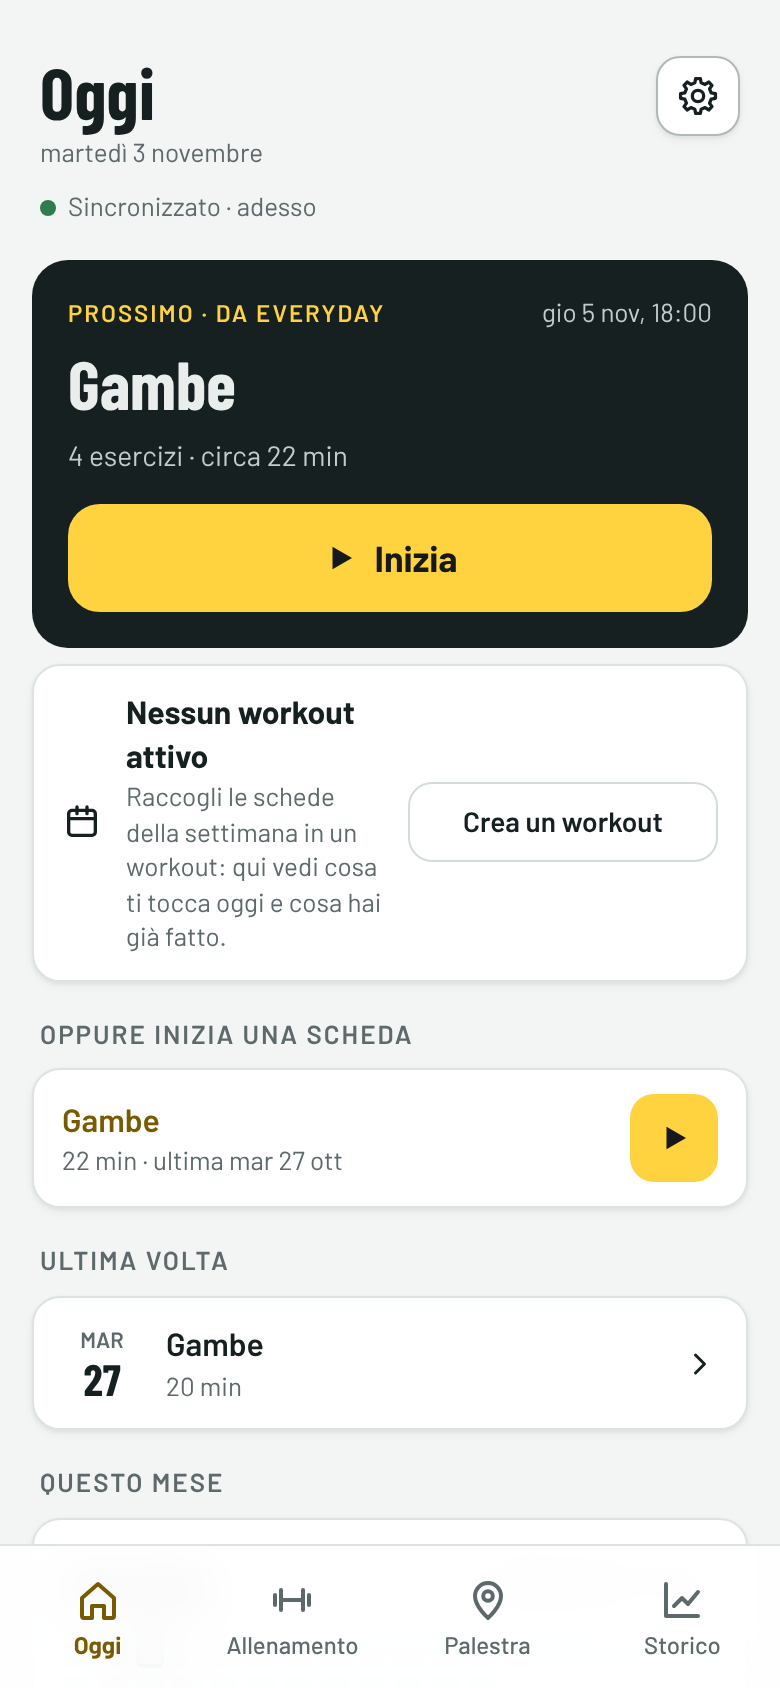 Oggi
martedì 3 novembre
Sincronizzato · adesso
PROSSIMO · DA EVERYDAY
gio 5 nov, 18:00
Gambe
4 esercizi · circa 22 min
Inizia
Nessun workout
attivo
Raccogli le schede
della settimana in un
workout: qui vedi cosa
ti tocca oggi e cosa hai
già fatto.
Crea un workout
OPPURE INIZIA UNA SCHEDA
Gambe
22 min · ultima mar 27 ott
ULTIMA VOLTA
MAR
27
Gambe
20 min
QUESTO MESE
Oggi
Allenamento
Palestra
Storico